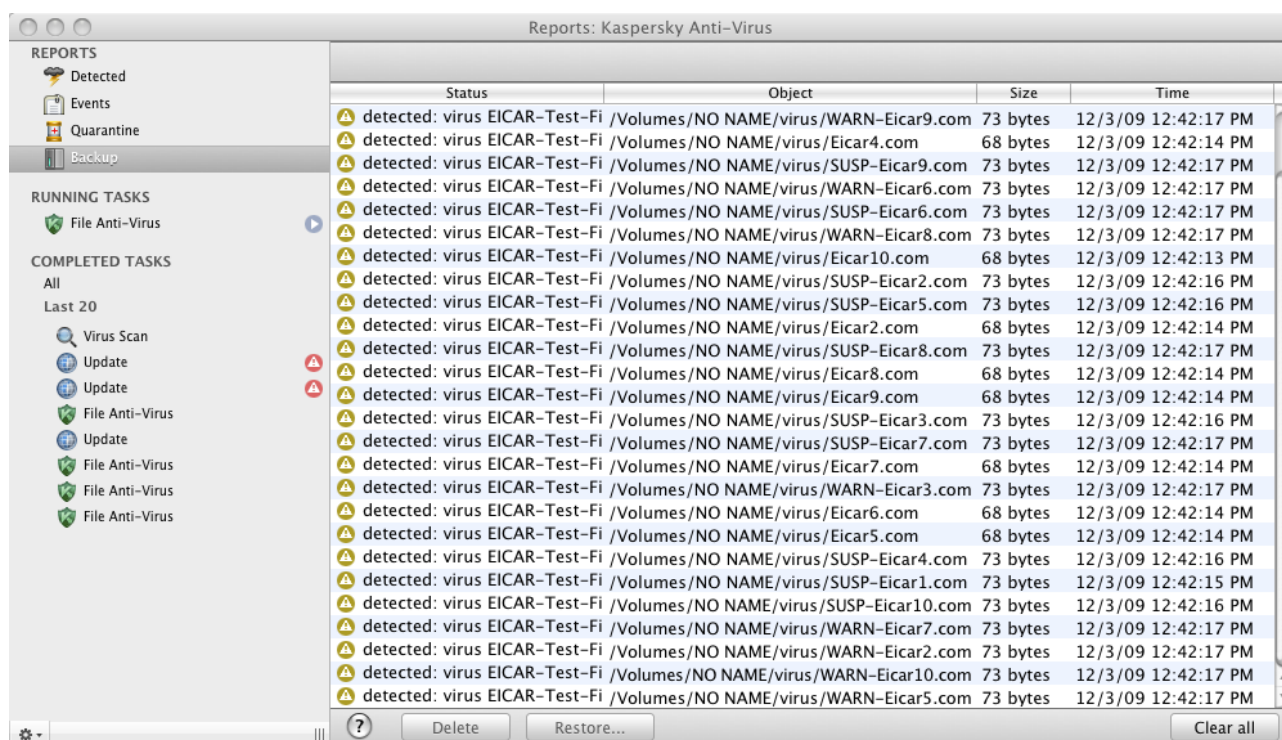 Reports: Kaspersky Anti-Virus
REPORTS
Detected
Events
Quarantine
Backup
RUNNING TASKS
File Anti-Virus
COMPLETED TASKS
All
Last 20
Virus Scan
Update
Update
File Anti-Virus
Update
File Anti-Virus
File Anti-Virus
File Anti-Virus
Status Object Size Time
detected: virus EICAR-Test-Fi /Volumes/NO NAME/virus/WARN-Eicar9.com 73 bytes 12/3/09 12:42:17 PM
detected: virus EICAR-Test-Fi /Volumes/NO NAME/virus/Eicar4.com 68 bytes 12/3/09 12:42:14 PM
detected: virus EICAR-Test-Fi /Volumes/NO NAME/virus/SUSP-Eicar9.com 73 bytes 12/3/09 12:42:17 PM
detected: virus EICAR-Test-Fi /Volumes/NO NAME/virus/WARN-Eicar6.com 73 bytes 12/3/09 12:42:17 PM
detected: virus EICAR-Test-Fi /Volumes/NO NAME/virus/SUSP-Eicar6.com 73 bytes 12/3/09 12:42:17 PM
detected: virus EICAR-Test-Fi /Volumes/NO NAME/virus/WARN-Eicar8.com 73 bytes 12/3/09 12:42:17 PM
detected: virus EICAR-Test-Fi /Volumes/NO NAME/virus/Eicar10.com 68 bytes 12/3/09 12:42:13 PM
detected: virus EICAR-Test-Fi /Volumes/NO NAME/virus/SUSP-Eicar2.com 73 bytes 12/3/09 12:42:16 PM
detected: virus EICAR-Test-Fi /Volumes/NO NAME/virus/SUSP-Eicar5.com 73 bytes 12/3/09 12:42:16 PM
detected: virus EICAR-Test-Fi /Volumes/NO NAME/virus/Eicar2.com 68 bytes 12/3/09 12:42:14 PM
detected: virus EICAR-Test-Fi /Volumes/NO NAME/virus/SUSP-Eicar8.com 73 bytes 12/3/09 12:42:17 PM
detected: virus EICAR-Test-Fi /Volumes/NO NAME/virus/Eicar8.com 68 bytes 12/3/09 12:42:14 PM
detected: virus EICAR-Test-Fi /Volumes/NO NAME/virus/Eicar9.com 68 bytes 12/3/09 12:42:14 PM
detected: virus EICAR-Test-Fi /Volumes/NO NAME/virus/SUSP-Eicar3.com 73 bytes 12/3/09 12:42:16 PM
detected: virus EICAR-Test-Fi /Volumes/NO NAME/virus/SUSP-Eicar7.com 73 bytes 12/3/09 12:42:17 PM
detected: virus EICAR-Test-Fi /Volumes/NO NAME/virus/Eicar7.com 68 bytes 12/3/09 12:42:14 PM
detected: virus EICAR-Test-Fi /Volumes/NO NAME/virus/WARN-Eicar3.com 73 bytes 12/3/09 12:42:17 PM
detected: virus EICAR-Test-Fi /Volumes/NO NAME/virus/Eicar6.com 68 bytes 12/3/09 12:42:14 PM
detected: virus EICAR-Test-Fi /Volumes/NO NAME/virus/Eicar5.com 68 bytes 12/3/09 12:42:14 PM
detected: virus EICAR-Test-Fi /Volumes/NO NAME/virus/SUSP-Eicar4.com 73 bytes 12/3/09 12:42:16 PM
detected: virus EICAR-Test-Fi /Volumes/NO NAME/virus/SUSP-Eicar1.com 73 bytes 12/3/09 12:42:15 PM
detected: virus EICAR-Test-Fi /Volumes/NO NAME/virus/SUSP-Eicar10.com 73 bytes 12/3/09 12:42:16 PM
detected: virus EICAR-Test-Fi /Volumes/NO NAME/virus/WARN-Eicar7.com 73 bytes 12/3/09 12:42:17 PM
detected: virus EICAR-Test-Fi /Volumes/NO NAME/virus/WARN-Eicar2.com 73 bytes 12/3/09 12:42:17 PM
detected: virus EICAR-Test-Fi /Volumes/NO NAME/virus/WARN-Eicar10.com 73 bytes 12/3/09 12:42:17 PM
detected: virus EICAR-Test-Fi /Volumes/NO NAME/virus/WARN-Eicar5.com 73 bytes 12/3/09 12:42:17 PM
? Delete Restore... Clear all